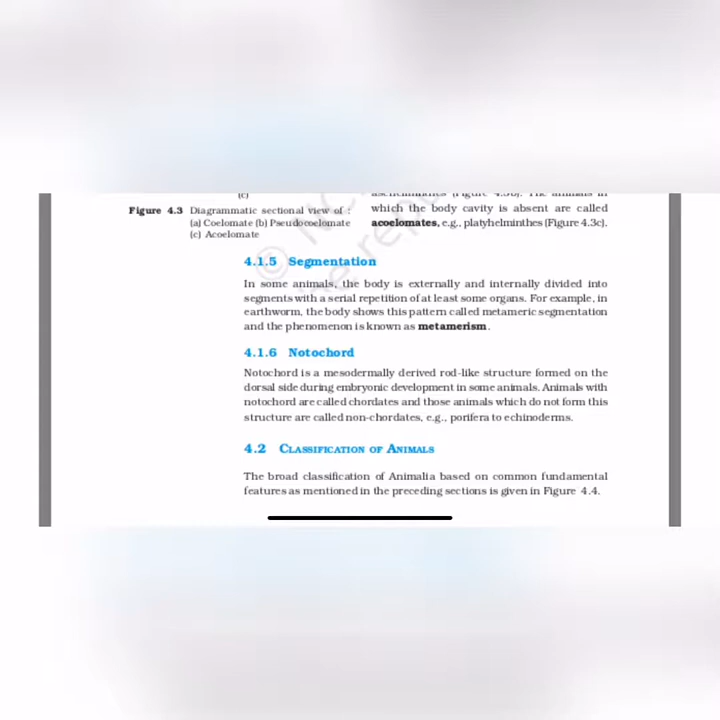 (c)
Figure 4.3 Diagrammatic sectional view of :
(a) Coelomate (b) Pseudocoelomate
(c) Acoelomate
which the body cavity is absent are called
acoelomates, e.g., platyhelminthes (Figure 4.3c).
4.1.5 Segmentation
In some animals, the body is externally and internally divided into
segments with a serial repetition of at least some organs. For example, in
earthworm, the body shows this pattern called metameric segmentation
and the phenomenon is known as metamerism.
4.1.6 Notochord
Notochord is a mesodermally derived rod-like structure formed on the
dorsal side during embryonic development in some animals. Animals with
notochord are called chordates and those animals which do not form this
structure are called non-chordates, e.g., porifera to echinoderms.
4.2 Classification of Animals
The broad classification of Animalia based on common fundamental
features as mentioned in the preceding sections is given in Figure 4.4.